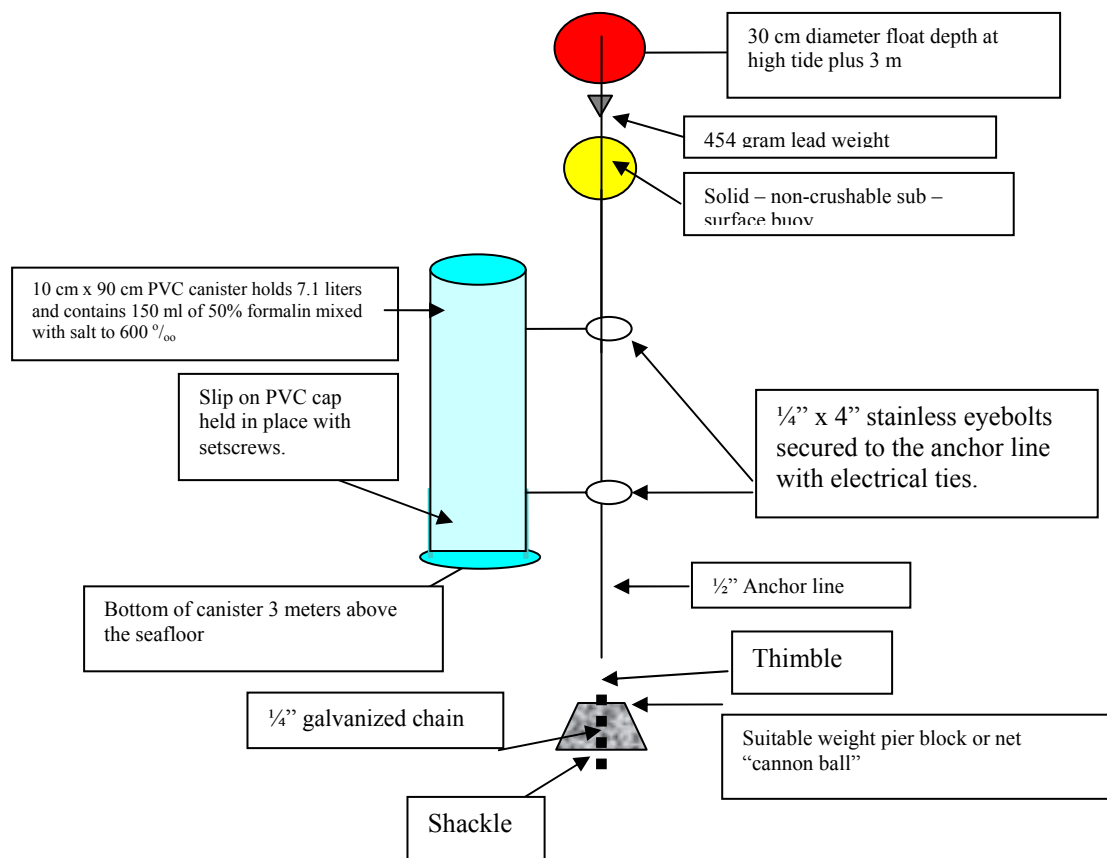 30 cm diameter float depth at
high tide plus 3 m
454 gram lead weight
Solid – non-crushable sub –
surface buoy
10 cm x 90 cm PVC canister holds 7.1 liters
and contains 150 ml of 50% formalin mixed
with salt to 600 º/ₒₒ
Slip on PVC cap
held in place with
setscrews.
¼” x 4” stainless eyebolts
secured to the anchor line
with electrical ties.
½” Anchor line
Bottom of canister 3 meters above
the seafloor
Thimble
¼” galvanized chain
Suitable weight pier block or net
“cannon ball”
Shackle